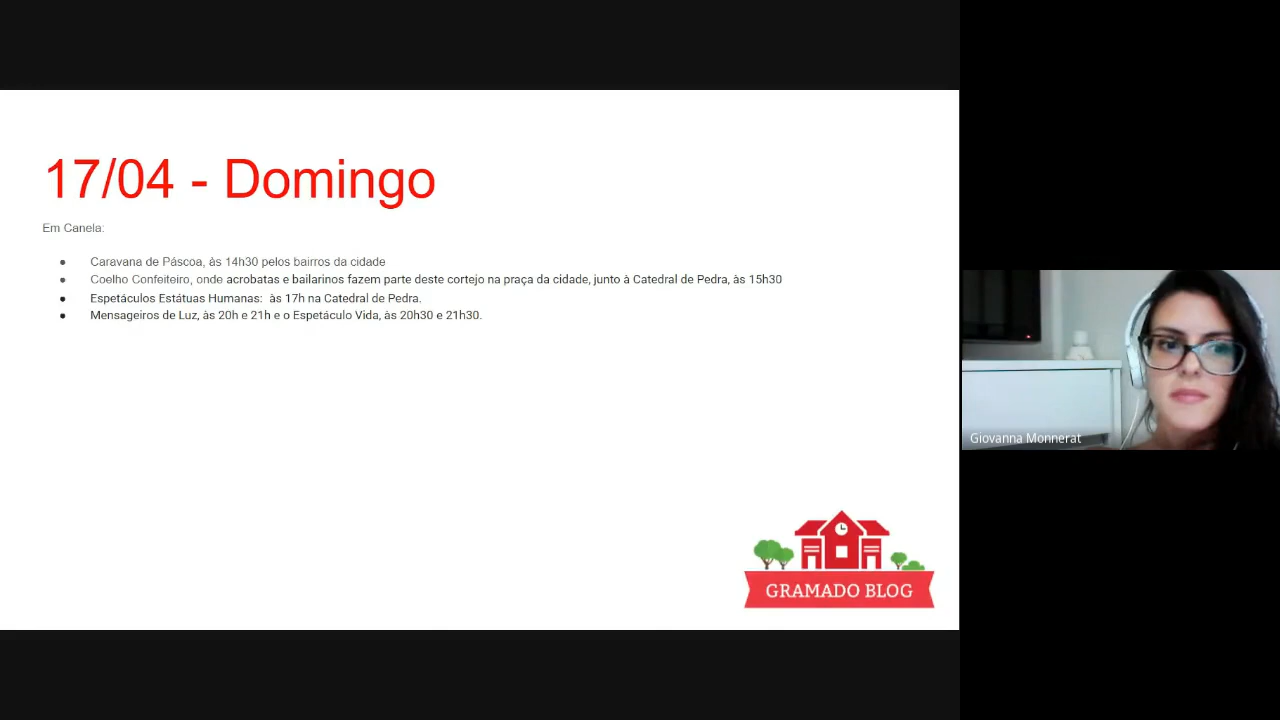 17/04 - Domingo
Em Canela:
● Caravana de Páscoa, às 14h30 pelos bairros da cidade
● Coelho Confeiteiro, onde acrobatas e bailarinos fazem parte deste cortejo na praça da cidade, junto à Catedral de Pedra, às 15h30
● Espetáculos Estátuas Humanas: às 17h na Catedral de Pedra.
● Mensageiros de Luz, às 20h e 21h e o Espetáculo Vida, às 20h30 e 21h30.
GRAMADO BLOG
Giovanna Monnerat